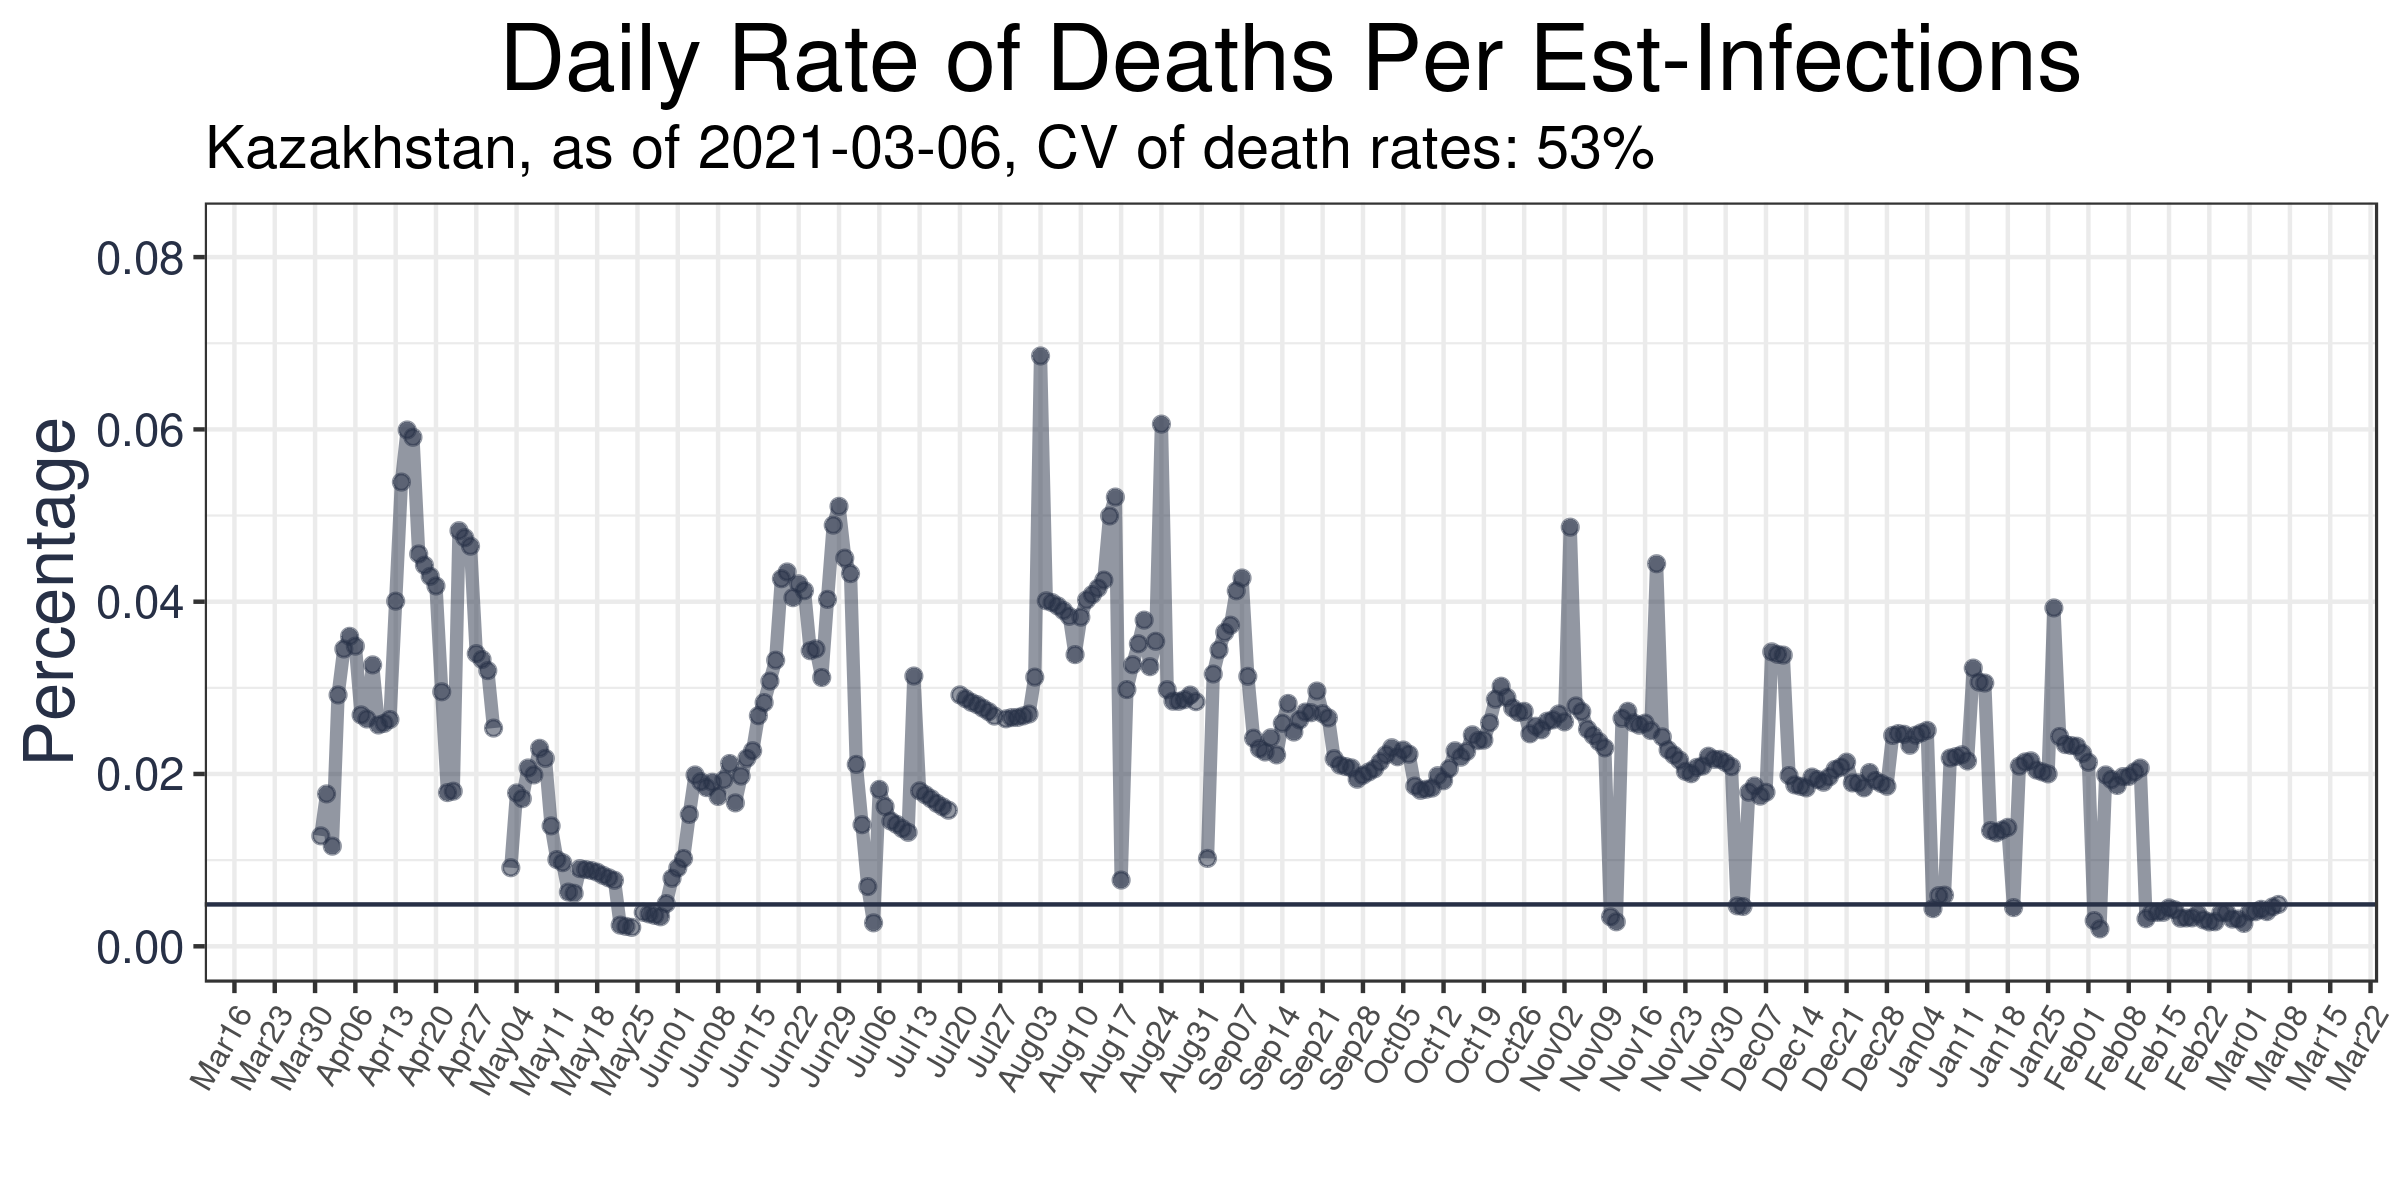 Daily Rate of Deaths Per Est-Infections
Kazakhstan, as of 2021-03-06, CV of death rates: 53%
Percentage
0.08
0.06
0.04
0.02
0.00
Mar16
Mar23
Mar30
Apr06
Apr13
Apr20
Apr27
May04
May11
May18
May25
Jun01
Jun08
Jun15
Jun22
Jun29
Jul06
Jul13
Jul20
Jul27
Aug03
Aug10
Aug17
Aug24
Aug31
Sep07
Sep14
Sep21
Sep28
Oct05
Oct12
Oct19
Oct26
Nov02
Nov09
Nov16
Nov23
Nov30
Dec07
Dec14
Dec21
Dec28
Jan04
Jan11
Jan18
Jan25
Feb01
Feb08
Feb15
Feb22
Mar01
Mar08
Mar15
Mar22